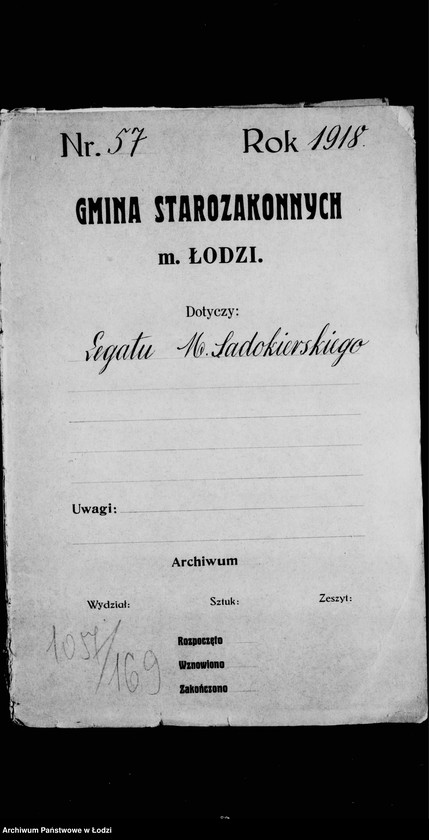 Nr. 57 Rok 1918.
GMINA STAROZAKONNYCH
m. ŁODZI.
Dotyczy:
Legatu M. Sadokierskiego
Uwagi:
Archiwum
Wydział: Sztuk: Zeszyt:
Rozpoczęto
Wznowiono
Zakończono
1057/169
Archiwum Państwowe w Łodzi